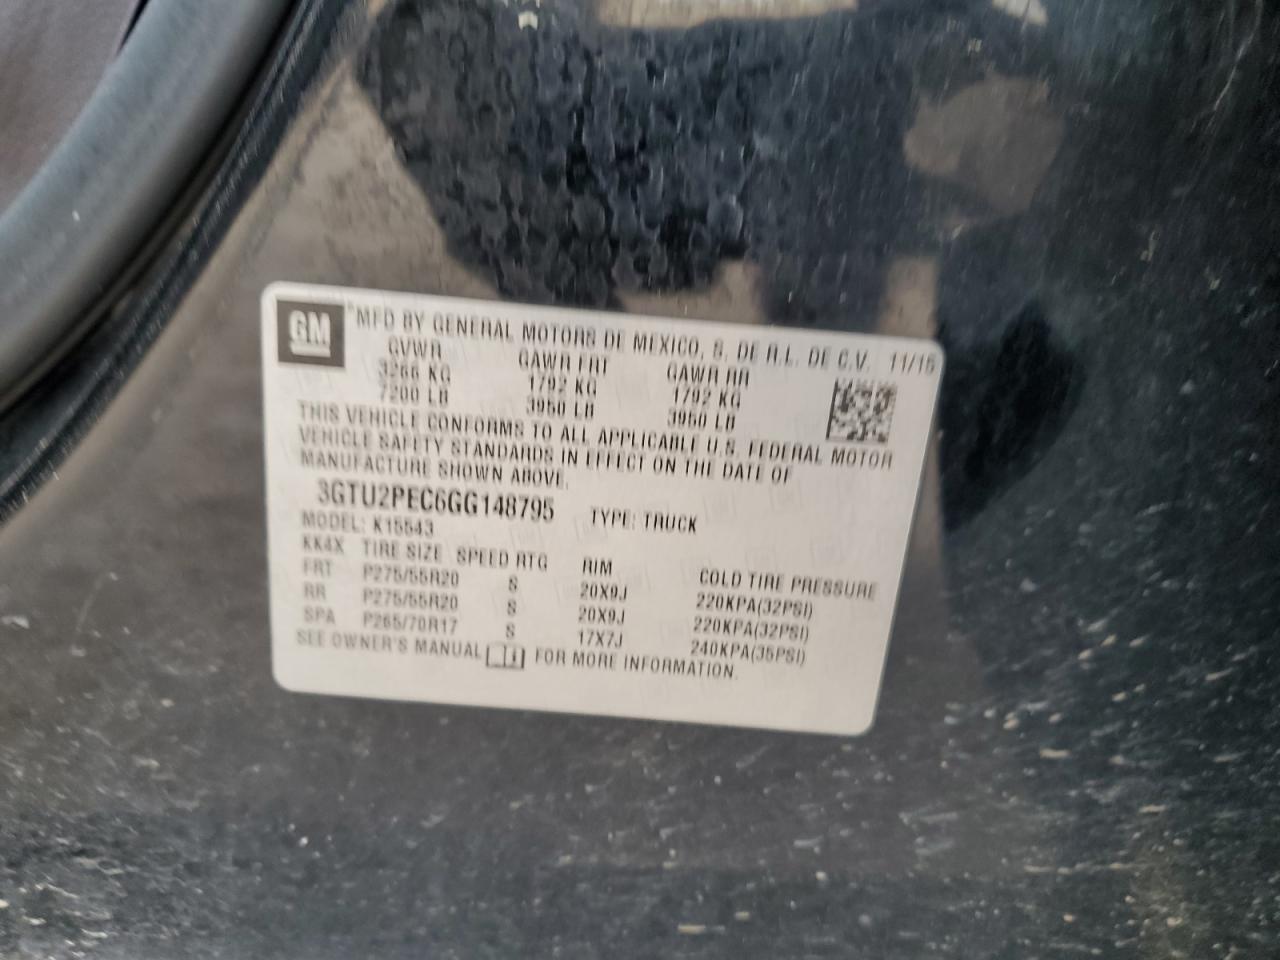 GM MFD BY GENERAL MOTORS DE MEXICO, S. DE R.L. DE C.V. 11/15
GVWR GAWR FRT GAWR RR
3266 KG 1792 KG 1792 KG
7200 LB 3950 LB 3950 LB
THIS VEHICLE CONFORMS TO ALL APPLICABLE U.S. FEDERAL MOTOR
VEHICLE SAFETY STANDARDS IN EFFECT ON THE DATE OF
MANUFACTURE SHOWN ABOVE.
3GTU2PEC6GG148795 TYPE: TRUCK
MODEL: K15543
KK4X TIRE SIZE SPEED RTG RIM COLD TIRE PRESSURE
FRT P275/55R20 S 20X9J 220KPA(32PSI)
RR P275/55R20 S 20X9J 220KPA(32PSI)
SPA P265/70R17 S 17X7J 240KPA(35PSI)
SEE OWNER'S MANUAL FOR MORE INFORMATION.